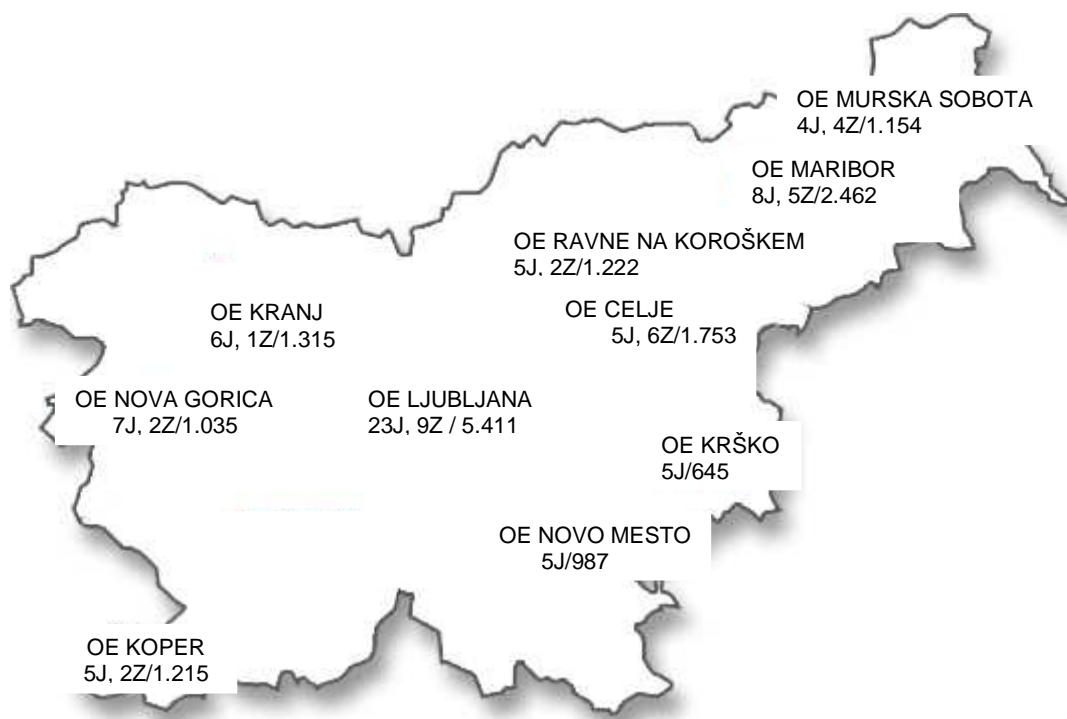 OE MURSKA SOBOTA
4J, 4Z/1.154
OE MARIBOR
8J, 5Z/2.462
OE RAVNE NA KOROŠKEM
5J, 2Z/1.222
OE KRANJ
6J, 1Z/1.315
OE CELJE
5J, 6Z/1.753
OE NOVA GORICA
7J, 2Z/1.035
OE LJUBLJANA
23J, 9Z / 5.411
OE KRŠKO
5J/645
OE NOVO MESTO
5J/987
OE KOPER
5J, 2Z/1.215